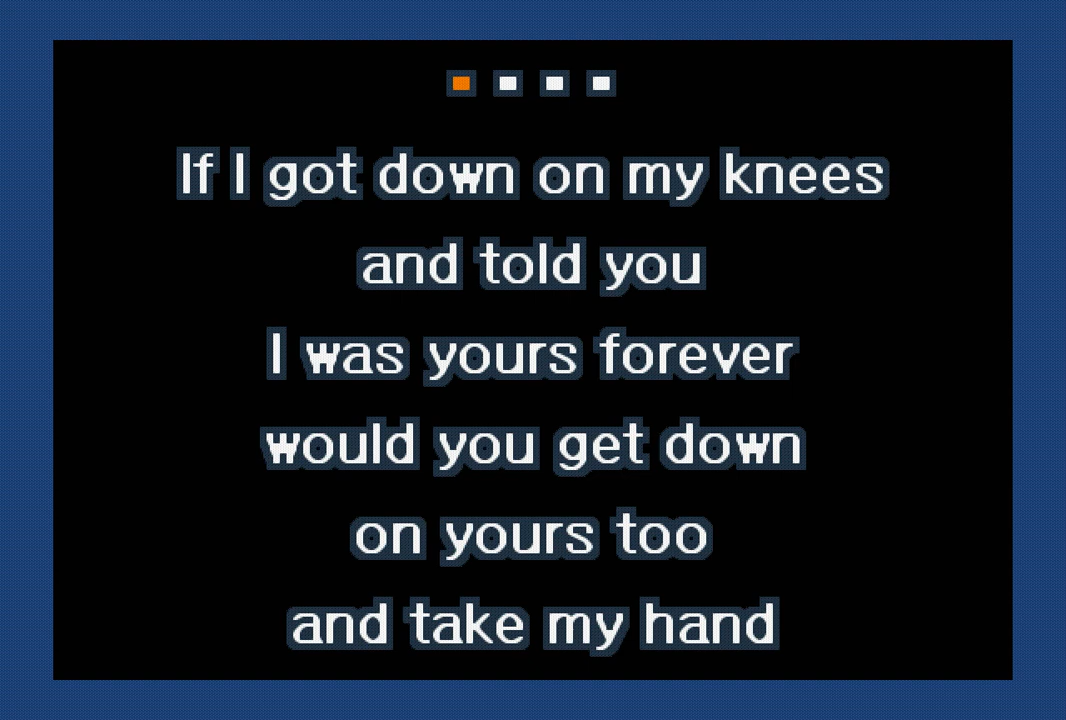 If I got down on my knees
and told you
I was yours forever
would you get down
on yours too
and take my hand